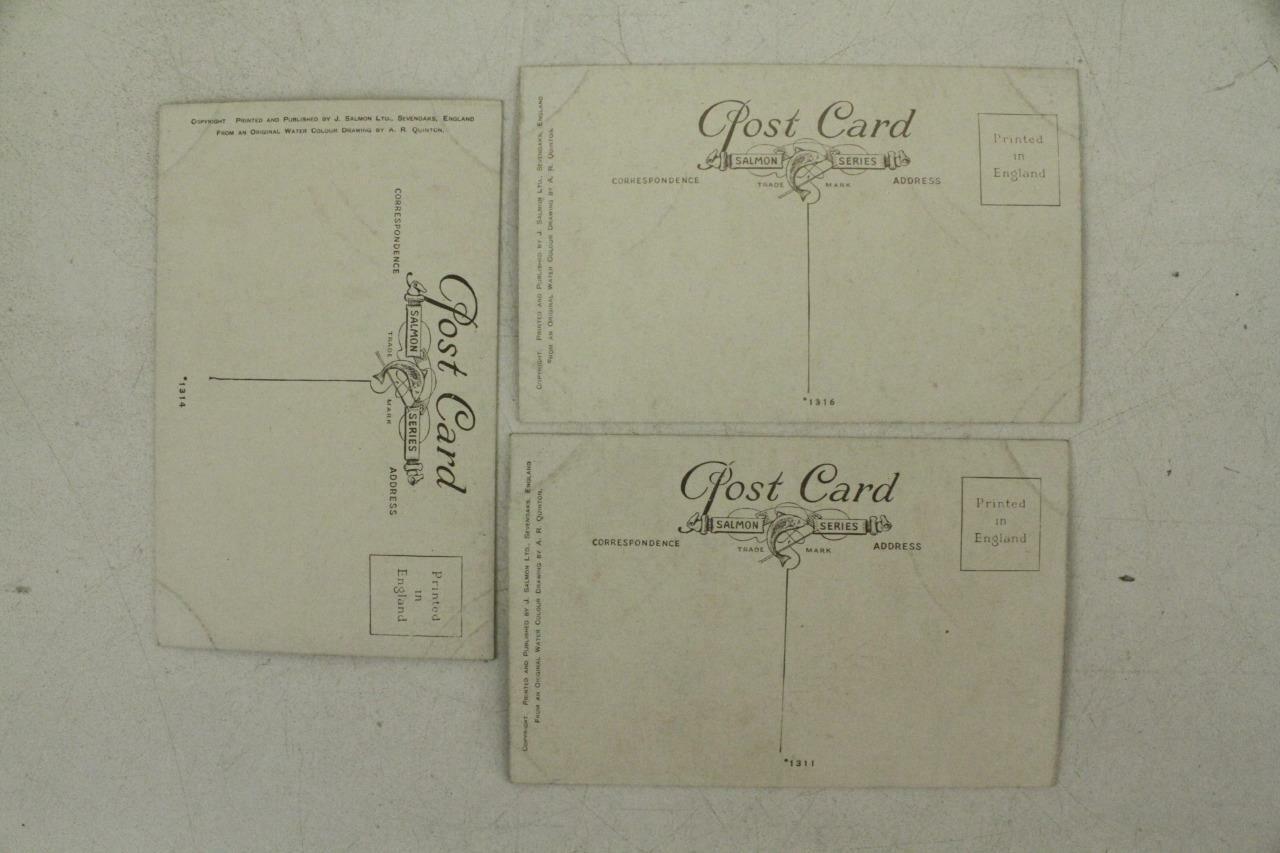 COPYRIGHT PRINTED AND PUBLISHED BY J. SALMON LTD., SEVENOAKS, ENGLAND
FROM AN ORIGINAL WATER COLOUR DRAWING BY A. R. QUINTON.
Post Card
SALMON SERIES
TRADE MARK
CORRESPONDENCE
ADDRESS
Printed
in
England
*1314
COPYRIGHT. PRINTED AND PUBLISHED BY J. SALMON LTD., SEVENOAKS, ENGLAND
FROM AN ORIGINAL WATER COLOUR DRAWING BY A. R. QUINTON.
Post Card
SALMON SERIES
TRADE MARK
CORRESPONDENCE
ADDRESS
Printed
in
England
*1316
COPYRIGHT. PRINTED AND PUBLISHED BY J. SALMON LTD., SEVENOAKS, ENGLAND
FROM AN ORIGINAL WATER COLOUR DRAWING BY A. R. QUINTON.
Post Card
SALMON SERIES
TRADE MARK
CORRESPONDENCE
ADDRESS
Printed
in
England
*1311